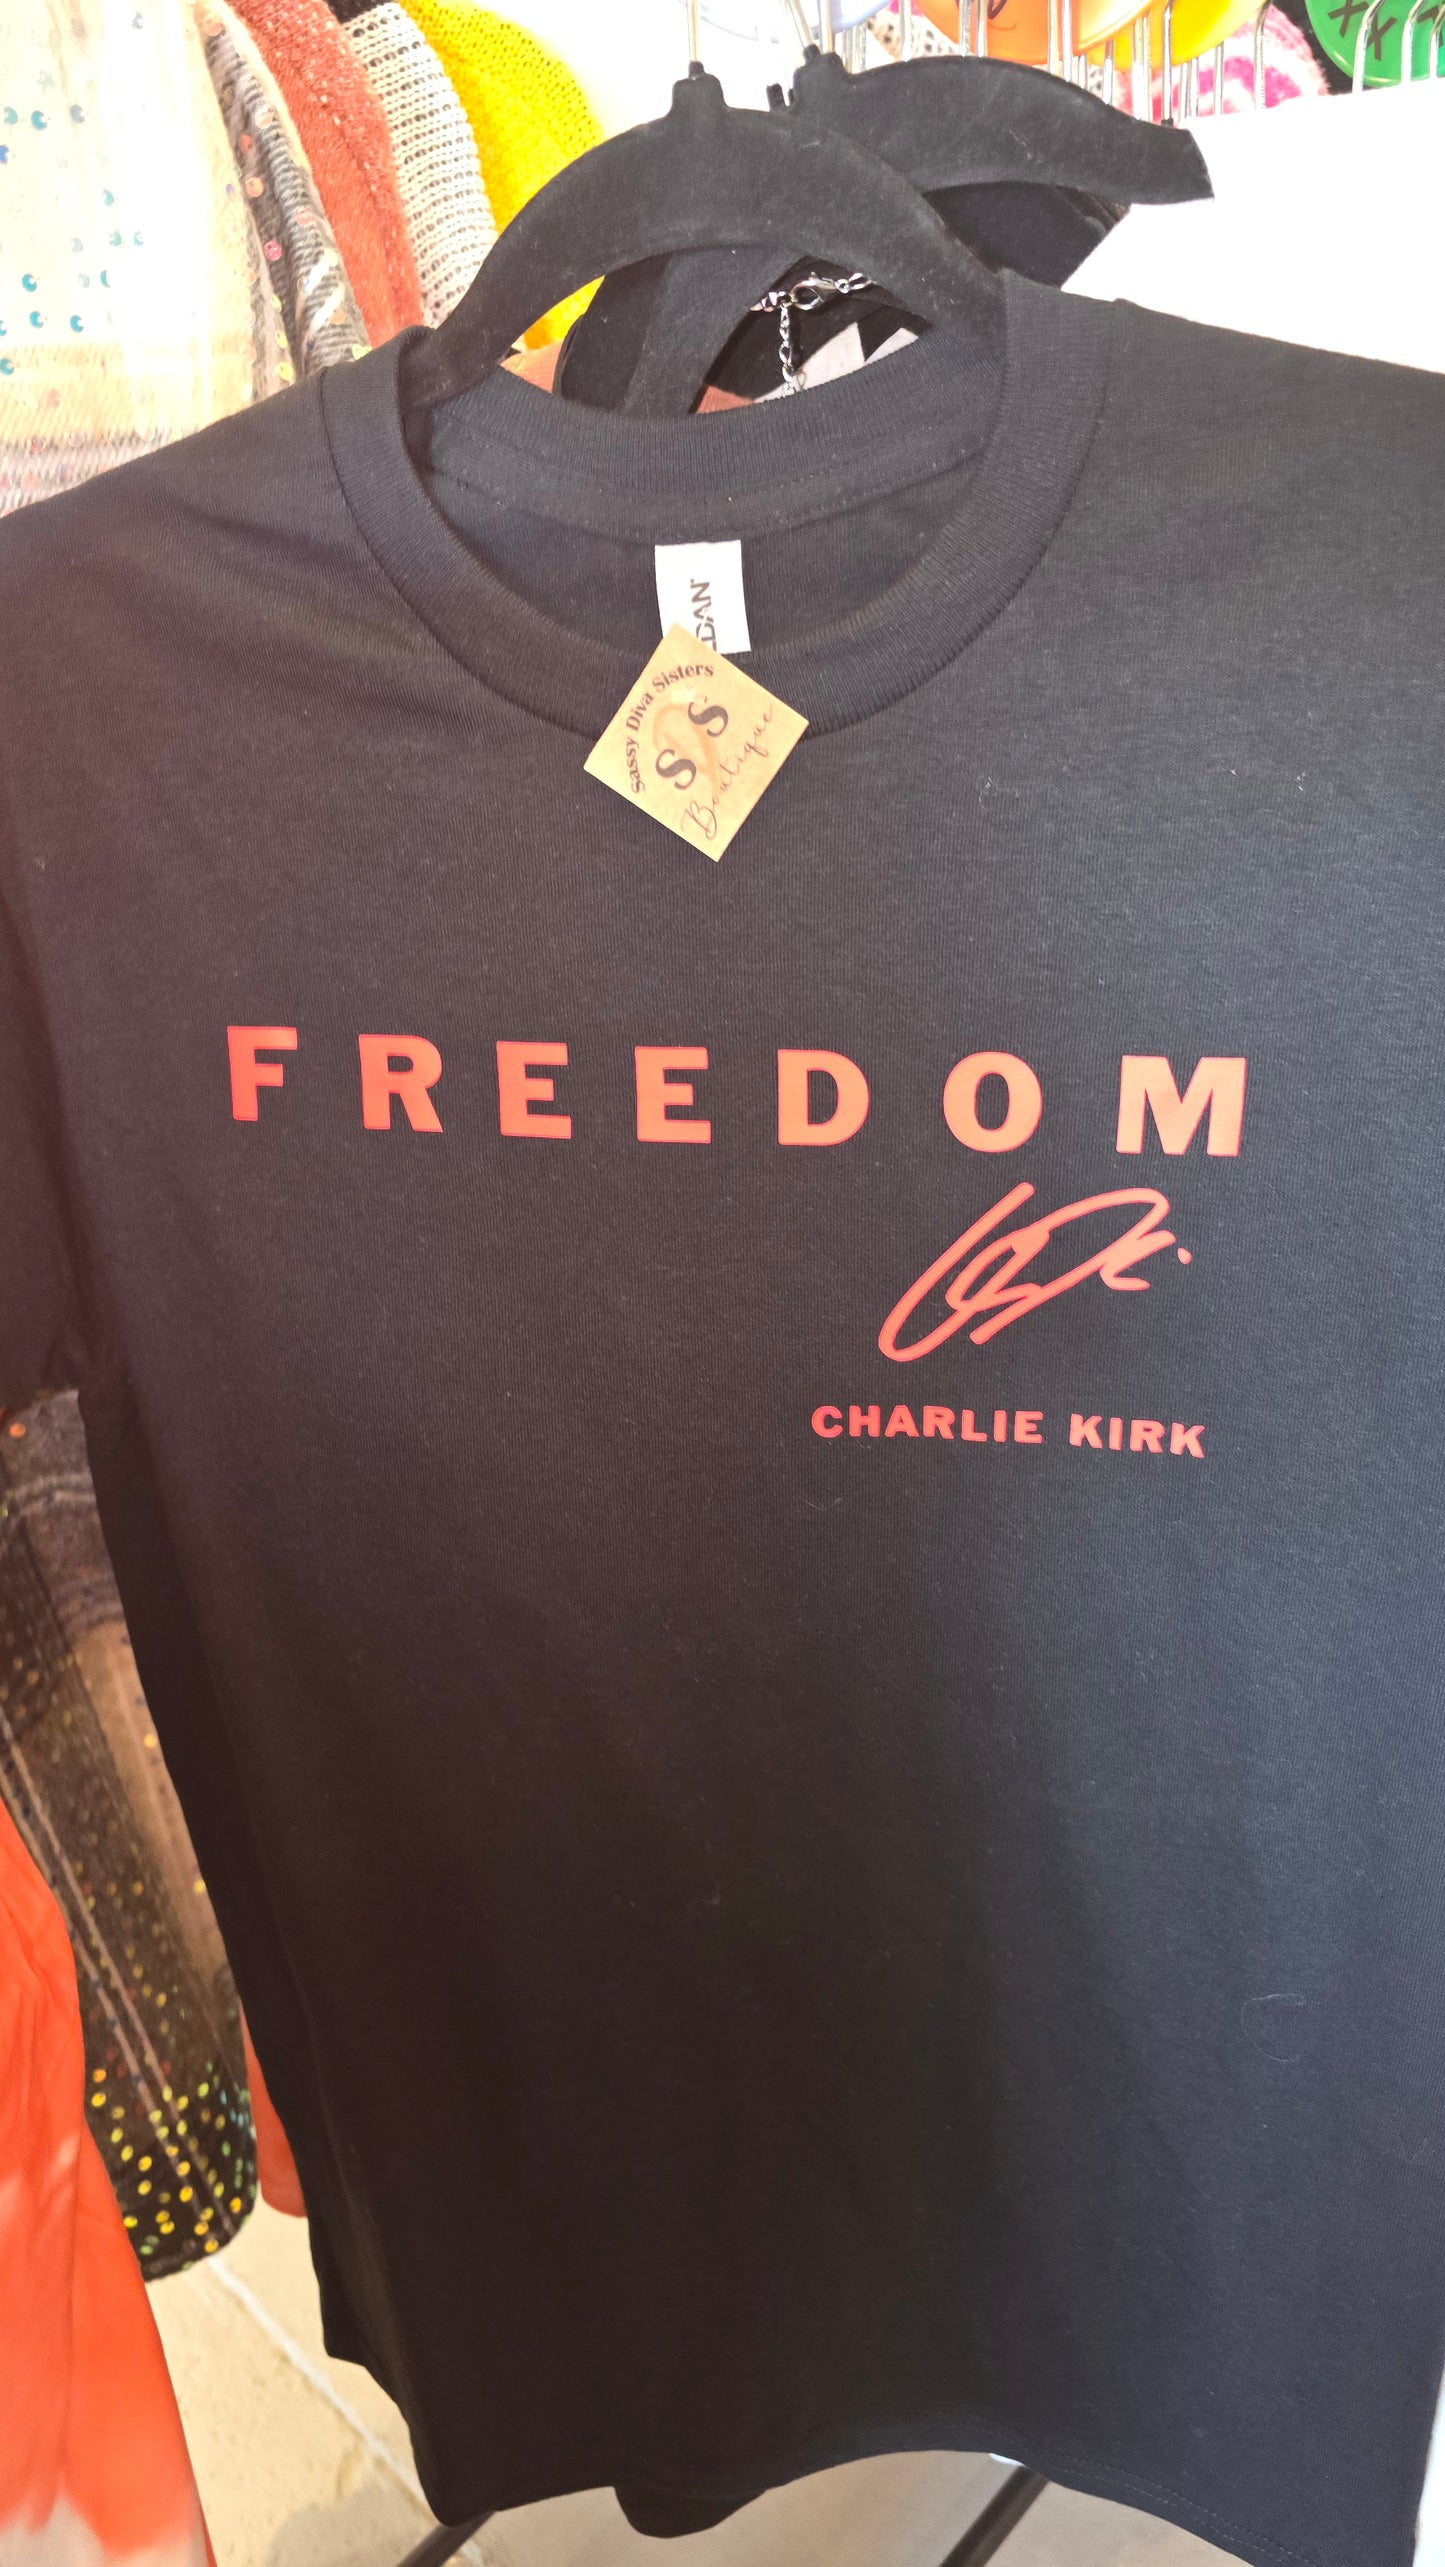 Sassy Diva Sisters
S S
Boutique
FREEDOM
CHARLIE KIRK